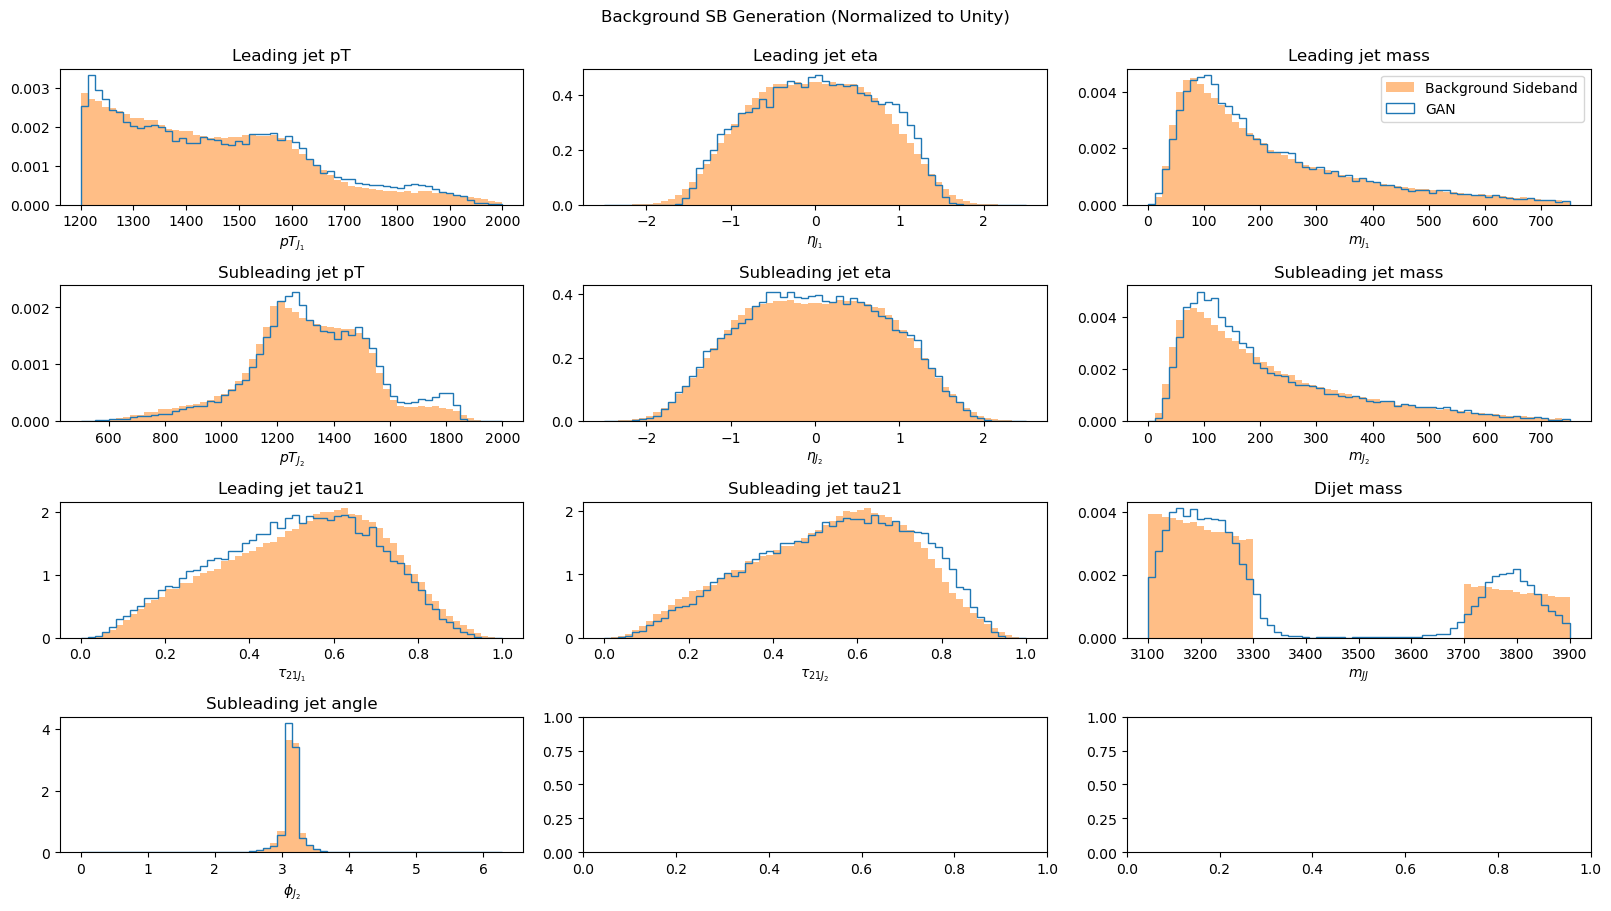 Background SB Generation (Normalized to Unity)
Leading jet pT
0.003
0.002
0.001
0.000
1200 1300 1400 1500 1600 1700 1800 1900 2000
pT_{J_1}
Leading jet eta
0.4
0.2
0.0
−2 −1 0 1 2
η_{J_1}
Leading jet mass
Background Sideband
GAN
0.004
0.002
0.000
0 100 200 300 400 500 600 700
m_{J_1}
Subleading jet pT
0.002
0.001
0.000
600 800 1000 1200 1400 1600 1800 2000
pT_{J_2}
Subleading jet eta
0.4
0.2
0.0
−2 −1 0 1 2
η_{J_2}
Subleading jet mass
0.004
0.002
0.000
0 100 200 300 400 500 600 700
m_{J_2}
Leading jet tau21
2
1
0
0.0 0.2 0.4 0.6 0.8 1.0
τ_{21J_1}
Subleading jet tau21
2
1
0
0.0 0.2 0.4 0.6 0.8 1.0
τ_{21J_2}
Dijet mass
0.004
0.002
0.000
3100 3200 3300 3400 3500 3600 3700 3800 3900
m_{JJ}
Subleading jet angle
4
2
0
0 1 2 3 4 5 6
ϕ_{J_2}
1.00
0.75
0.50
0.25
0.00
0.0 0.2 0.4 0.6 0.8 1.0
1.00
0.75
0.50
0.25
0.00
0.0 0.2 0.4 0.6 0.8 1.0